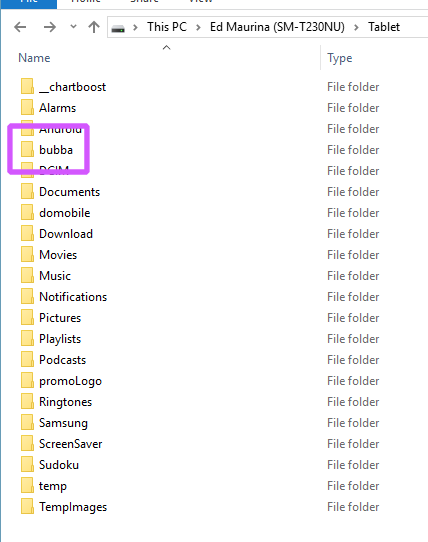 This PC > Ed Maurina (SM-T230NU) > Tablet
Name Type
__chartboost File folder
Alarms File folder
Android File folder
bubba File folder
DCIM File folder
Documents File folder
domobile File folder
Download File folder
Movies File folder
Music File folder
Notifications File folder
Pictures File folder
Playlists File folder
Podcasts File folder
promoLogo File folder
Ringtones File folder
Samsung File folder
ScreenSaver File folder
Sudoku File folder
temp File folder
TempImages File folder